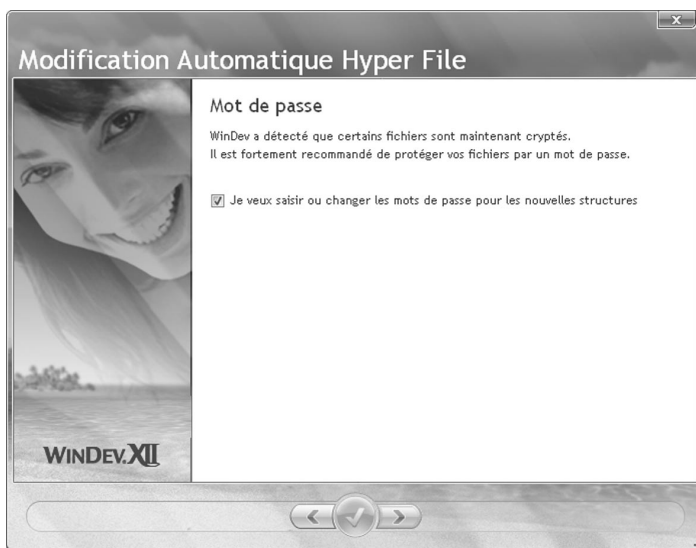 Modification Automatique Hyper File
Mot de passe
WinDev a détecté que certains fichiers sont maintenant cryptés.
Il est fortement recommandé de protéger vos fichiers par un mot de passe.
Je veux saisir ou changer les mots de passe pour les nouvelles structures
WINDEV.XII